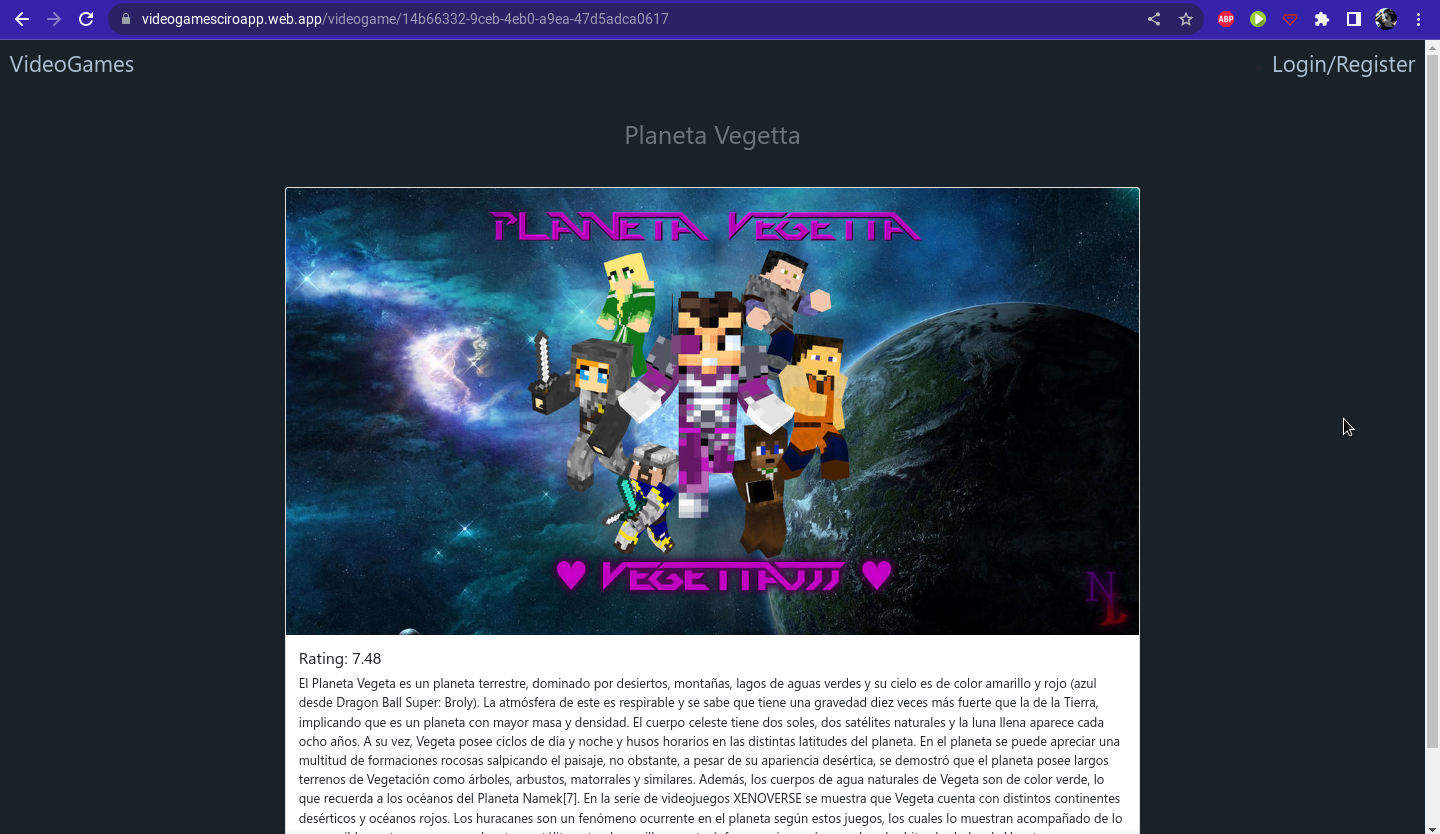 videogamesciroapp.web.app/videogame/14b66332-9ceb-4eb0-a9ea-47d5adca0617
ABP
VideoGames
Login/Register
Planeta Vegetta
PLANETA VEGETTA
♥ VEGETTA777 ♥
NL
Rating: 7.48
El Planeta Vegeta es un planeta terrestre, dominado por desiertos, montañas, lagos de aguas verdes y su cielo es de color amarillo y rojo (azul
desde Dragon Ball Super: Broly). La atmósfera de este es respirable y se sabe que tiene una gravedad diez veces más fuerte que la de la Tierra,
implicando que es un planeta con mayor masa y densidad. El cuerpo celeste tiene dos soles, dos satélites naturales y la luna llena aparece cada
ocho años. A su vez, Vegeta posee ciclos de día y noche y husos horarios en las distintas latitudes del planeta. En el planeta se puede apreciar una
multitud de formaciones rocosas salpicando el paisaje, no obstante, a pesar de su apariencia desértica, se demostró que el planeta posee largos
terrenos de Vegetación como árboles, arbustos, matorrales y similares. Además, los cuerpos de agua naturales de Vegeta son de color verde, lo
que recuerda a los océanos del Planeta Namek[7]. En la serie de videojuegos XENOVERSE se muestra que Vegeta cuenta con distintos continentes
desérticos y océanos rojos. Los huracanes son un fenómeno ocurrente en el planeta según estos juegos, los cuales lo muestran acompañado de lo